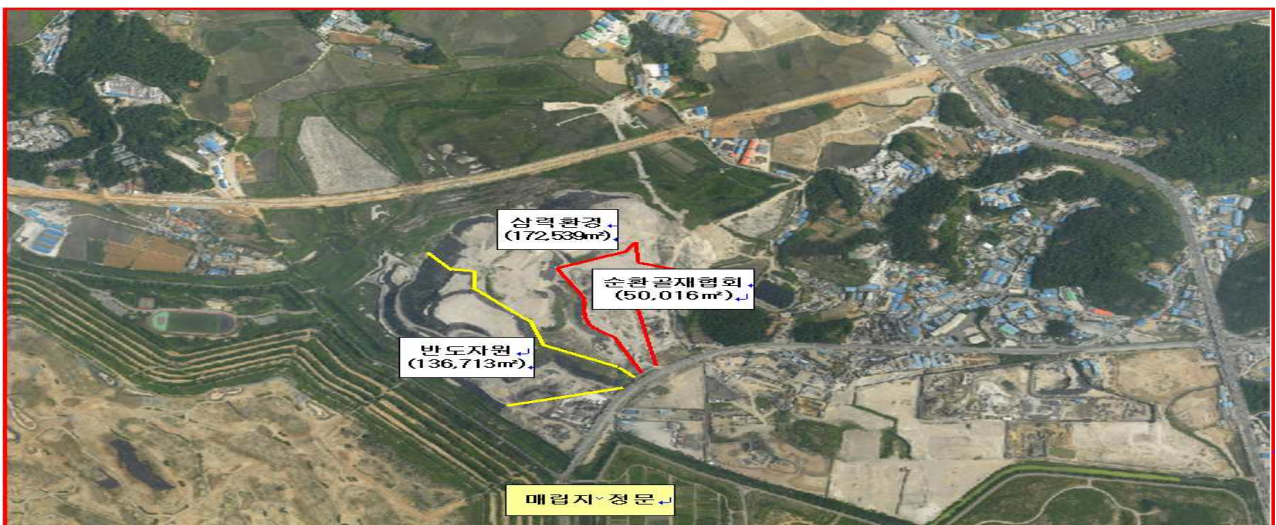 삼력환경
(172,539㎡)
순환골재협회
(50,016㎡)
반도자원
(136,713㎡)
매립지 정문